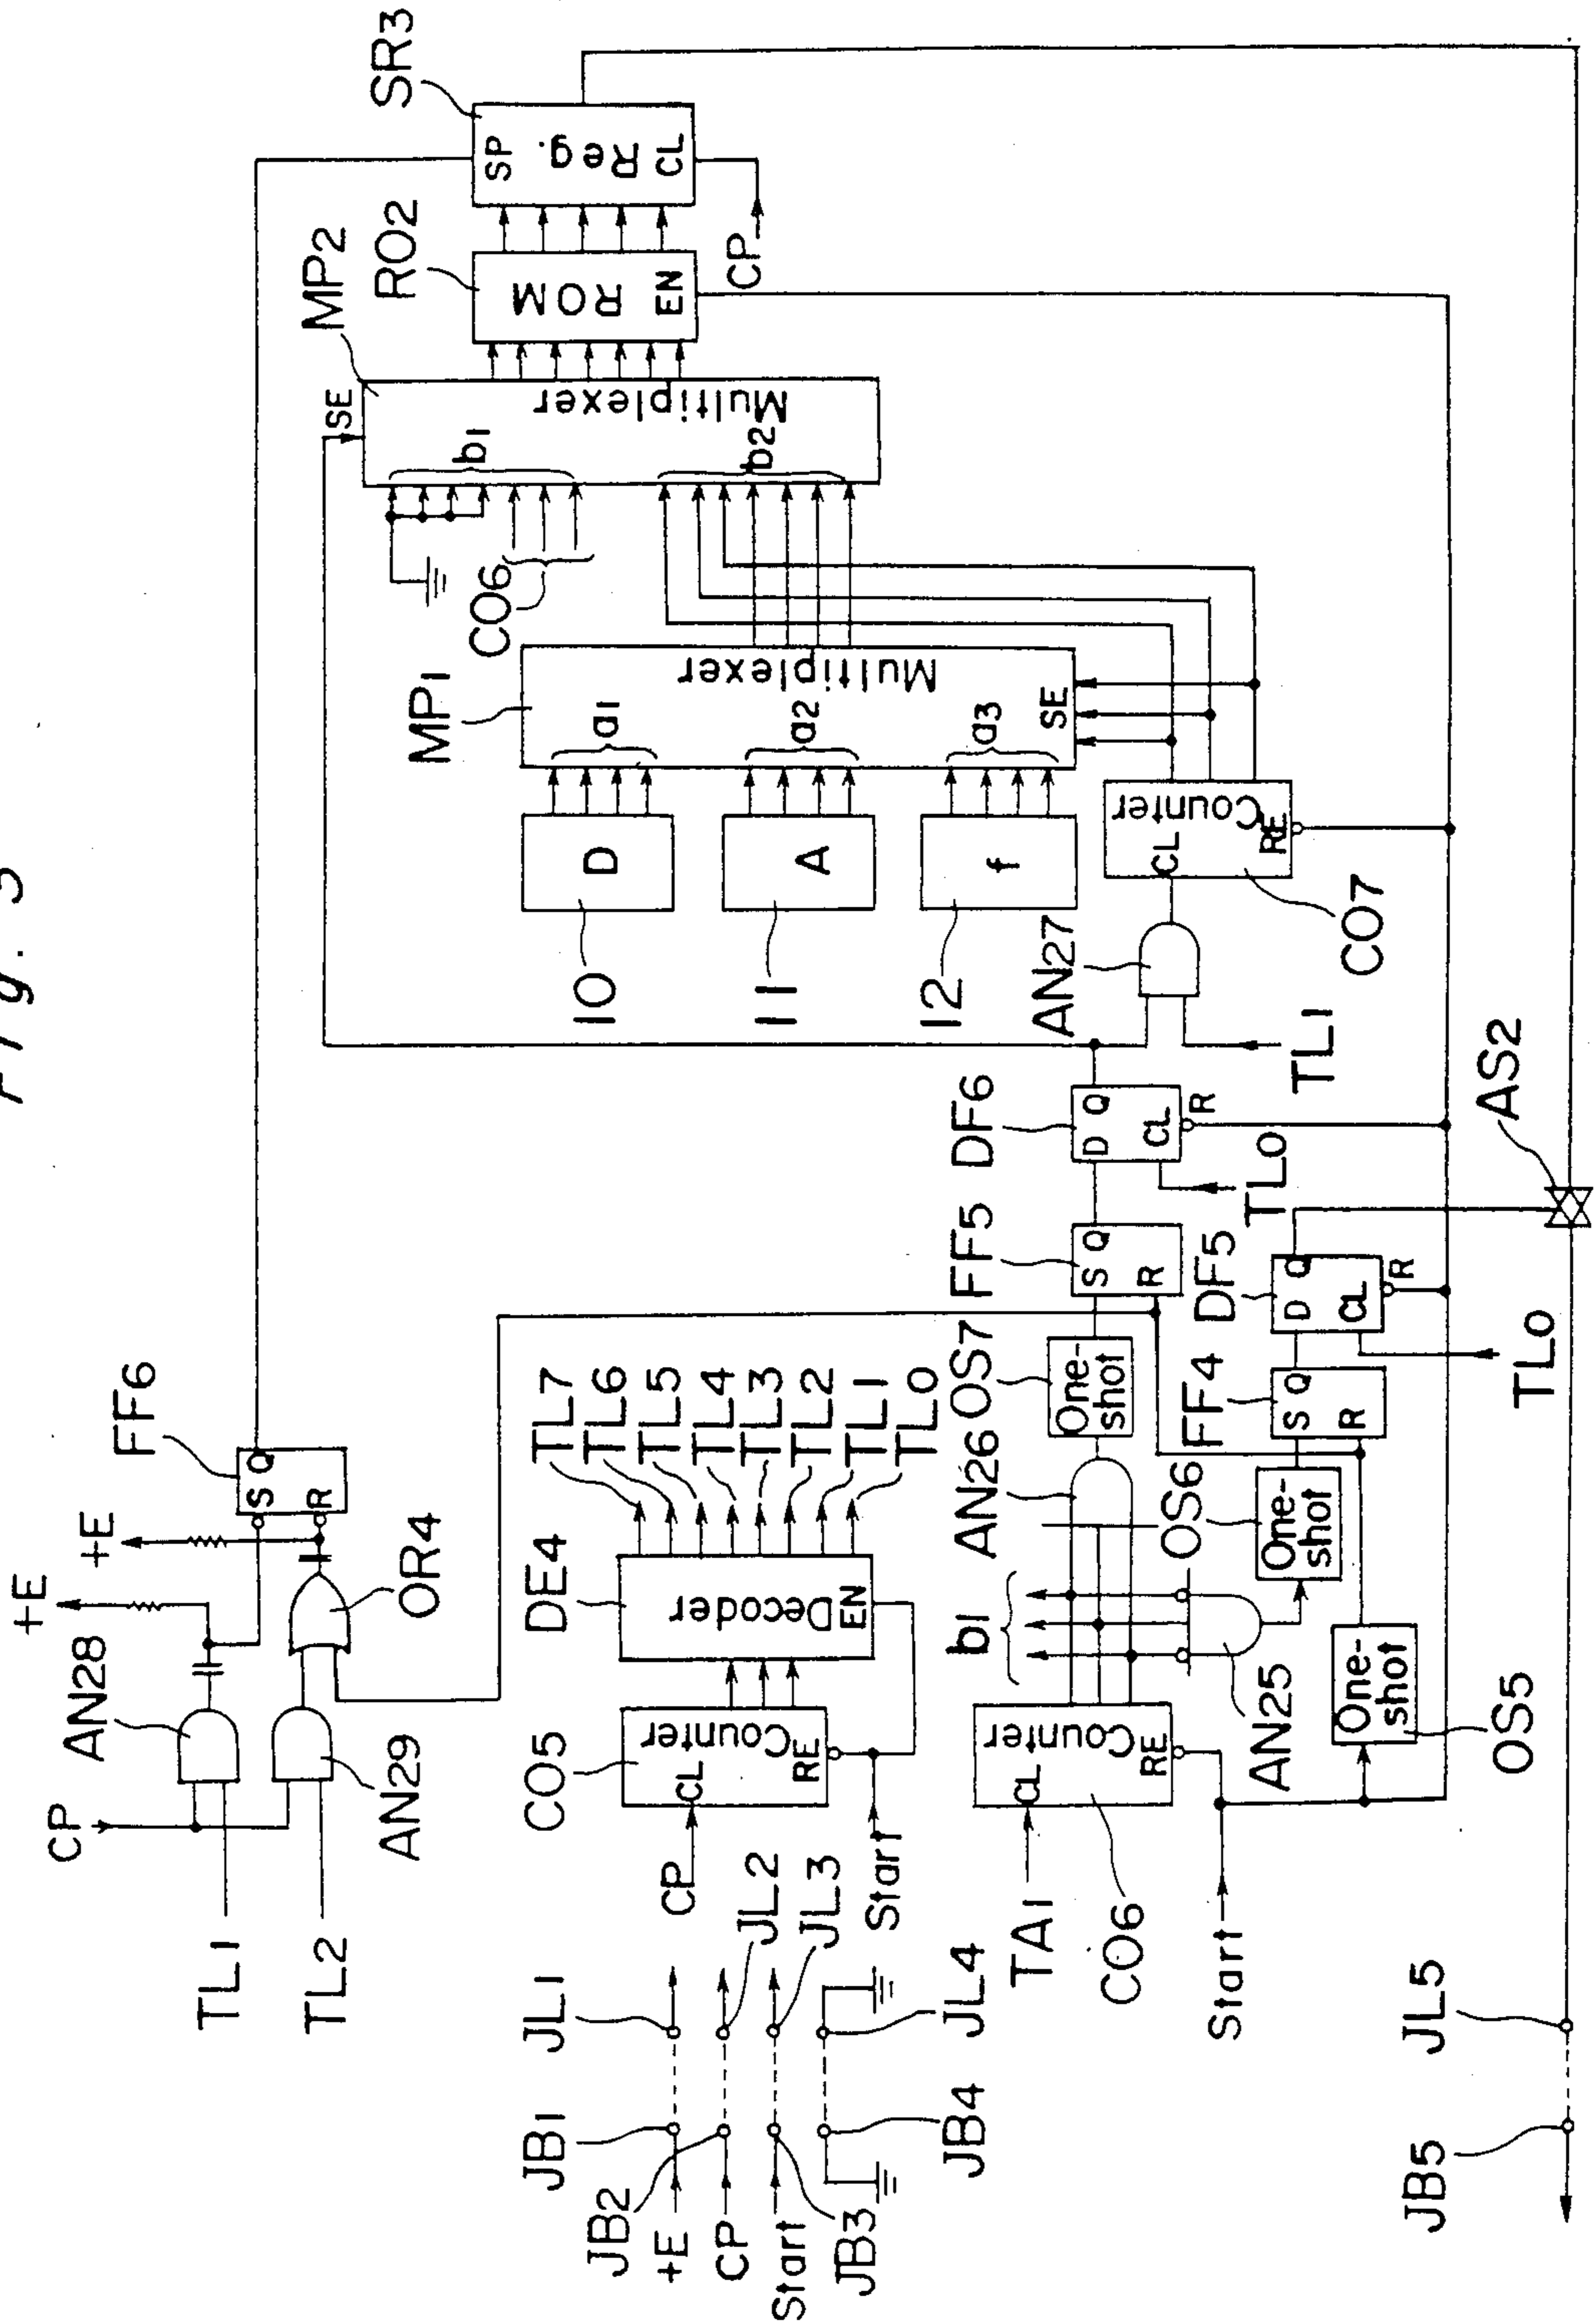 Fig. 5
SR3
SP
Reg.
CL
RO2
ROM
EN
CP
MP2
SE
Multiplexer
b1
b2
CO6
MP1
Multiplexer
a1
a2
a3
SE
D
A
f
10
11
12
Counter
CL
RE
CO7
AN27
TL1
AS2
DF6
D Q
CL
R
TL0
FF5
S Q
R
DF5
D Q
CL
R
TL0
FF4
S Q
R
FF6
S Q
R
+E
+E
OR4
AN28
AN29
CP
TL1
TL2
TL7
TL6
TL5
TL4
TL3
TL2
TL1
TL0
DE4
Decoder
EN
CO5
Counter
CL
RE
CP
Start
AN26
OS7
One-
shot
OS6
One-
shot
b1
AN25
One-
shot
OS5
Counter
CL
RE
TA1
CO6
Start
JL1
JL2
JL3
JL4
JB1
JB2
+E
CP
Start
JB3
JB4
JL5
JB5